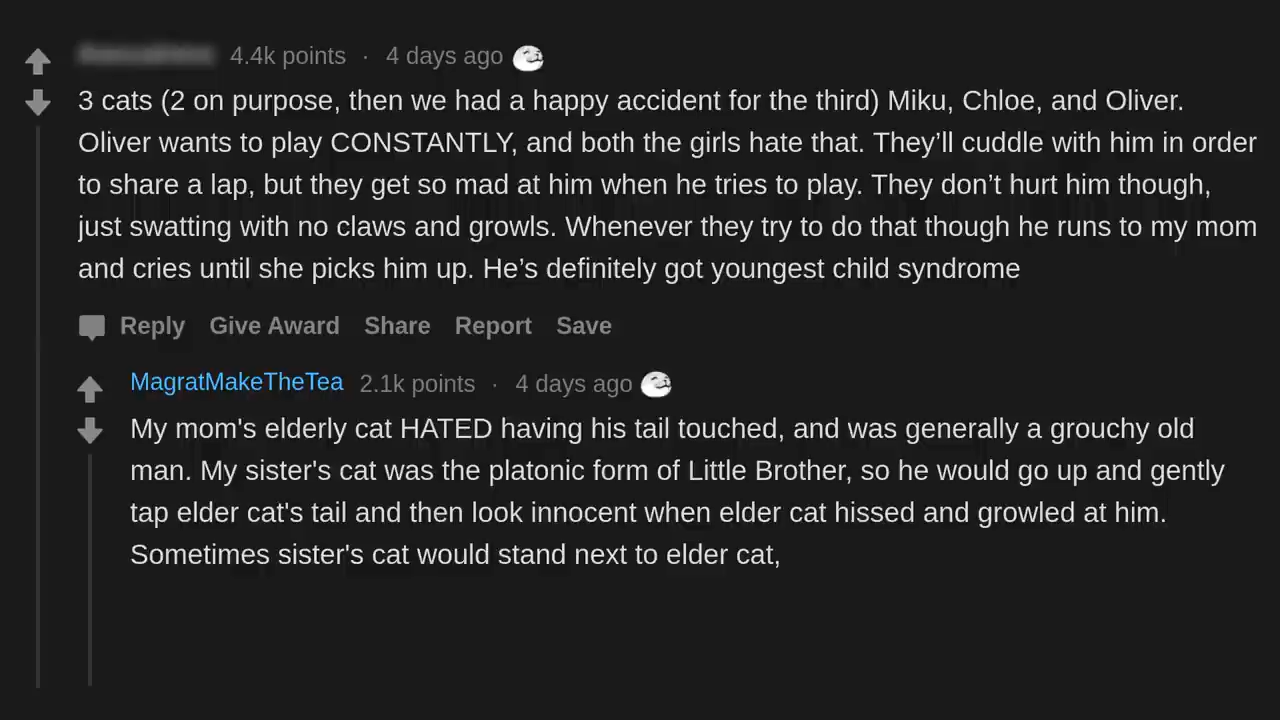 4.4k points · 4 days ago
3 cats (2 on purpose, then we had a happy accident for the third) Miku, Chloe, and Oliver.
Oliver wants to play CONSTANTLY, and both the girls hate that. They’ll cuddle with him in order
to share a lap, but they get so mad at him when he tries to play. They don’t hurt him though,
just swatting with no claws and growls. Whenever they try to do that though he runs to my mom
and cries until she picks him up. He’s definitely got youngest child syndrome
Reply Give Award Share Report Save
MagratMakeTheTea 2.1k points · 4 days ago
My mom's elderly cat HATED having his tail touched, and was generally a grouchy old
man. My sister's cat was the platonic form of Little Brother, so he would go up and gently
tap elder cat's tail and then look innocent when elder cat hissed and growled at him.
Sometimes sister's cat would stand next to elder cat,